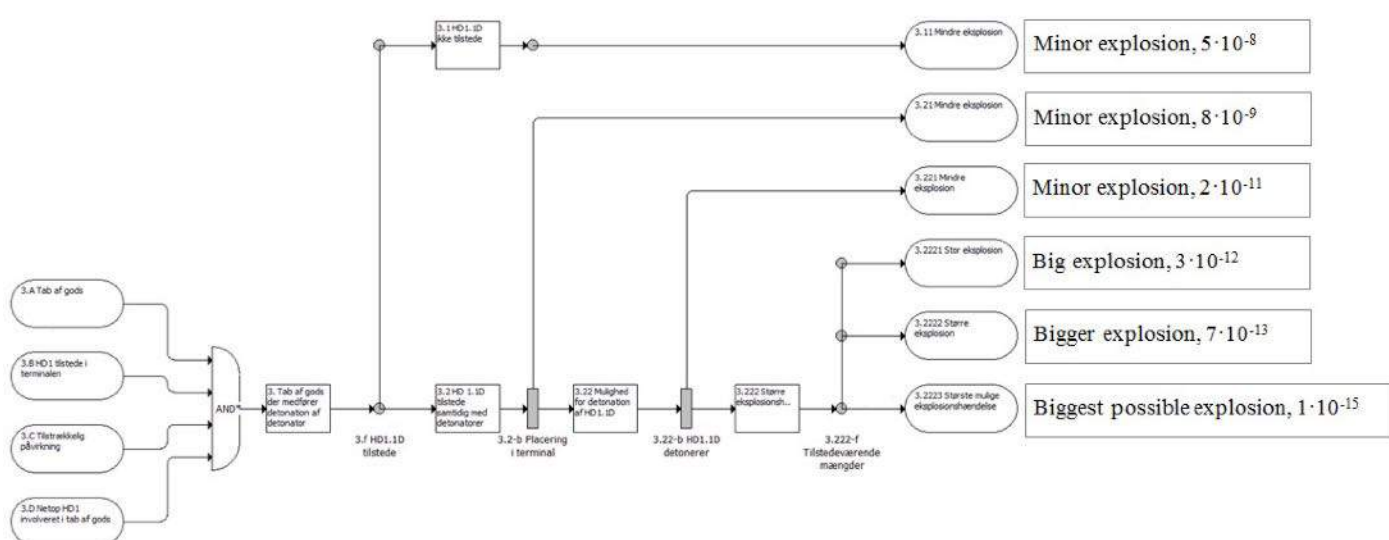 3.1 HD1.1D
ikke tilstede
3.11 Mindre eksplosion
Minor explosion, 5·10⁻⁸
3.21 Mindre eksplosion
Minor explosion, 8·10⁻⁹
3.221 Mindre
eksplosion
Minor explosion, 2·10⁻¹¹
3.2221 Stor eksplosion
Big explosion, 3·10⁻¹²
3.A Tab af gods
3.2222 Større
eksplosion
Bigger explosion, 7·10⁻¹³
3.B HD1 tilstede i
terminalen
AND*
3. Tab af gods
der medfører
detonation af
detonator
3.2 HD 1.1D
tilstede
samtidig med
detonatorer
3.22 Mulighed
for detonation
af HD1.1D
3.222 Større
eksplosionsh...
3.2223 Største mulige
eksplosionshændelse
Biggest possible explosion, 1·10⁻¹⁵
3.C Tilstrækkelig
påvirkning
3.f HD1.1D
tilstede
3.2-b Placering
i terminal
3.22-b HD1.1D
detonerer
3.222-f
Tilstedeværende
mængder
3.D Netop HD1
involveret i tab af gods